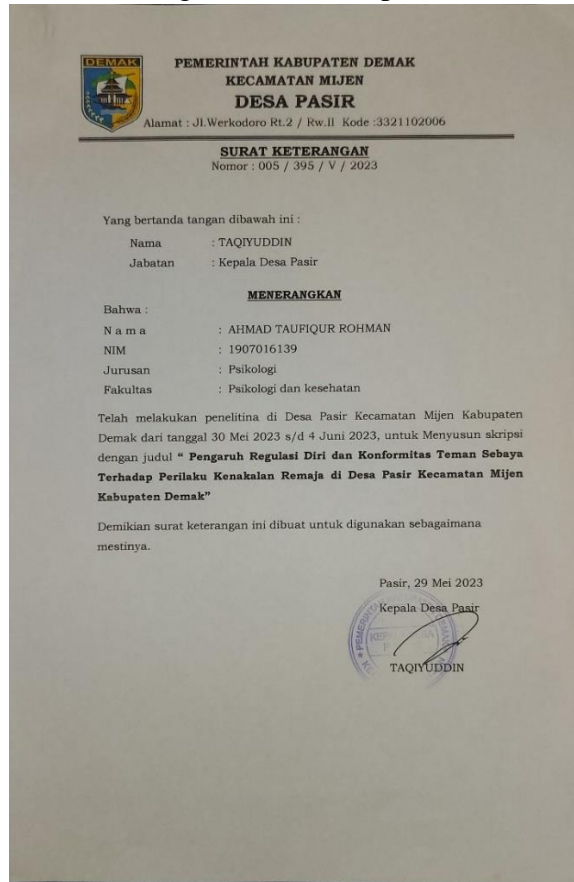 DEMAK
PEMERINTAH KABUPATEN DEMAK
KECAMATAN MIJEN
DESA PASIR
Alamat : Jl.Werkodoro Rt.2 / Rw.II Kode :3321102006
SURAT KETERANGAN
Nomor : 005 / 395 / V / 2023
Yang bertanda tangan dibawah ini :
Nama : TAQIYUDDIN
Jabatan : Kepala Desa Pasir
MENERANGKAN
Bahwa :
N a m a : AHMAD TAUFIQUR ROHMAN
NIM : 1907016139
Jurusan : Psikologi
Fakultas : Psikologi dan kesehatan
Telah melakukan penelitina di Desa Pasir Kecamatan Mijen Kabupaten
Demak dari tanggal 30 Mei 2023 s/d 4 Juni 2023, untuk Menyusun skripsi
dengan judul “ Pengaruh Regulasi Diri dan Konformitas Teman Sebaya
Terhadap Perilaku Kenakalan Remaja di Desa Pasir Kecamatan Mijen
Kabupaten Demak”
Demikian surat keterangan ini dibuat untuk digunakan sebagaimana
mestinya.
Pasir, 29 Mei 2023
Kepala Desa Pasir
TAQIYUDDIN